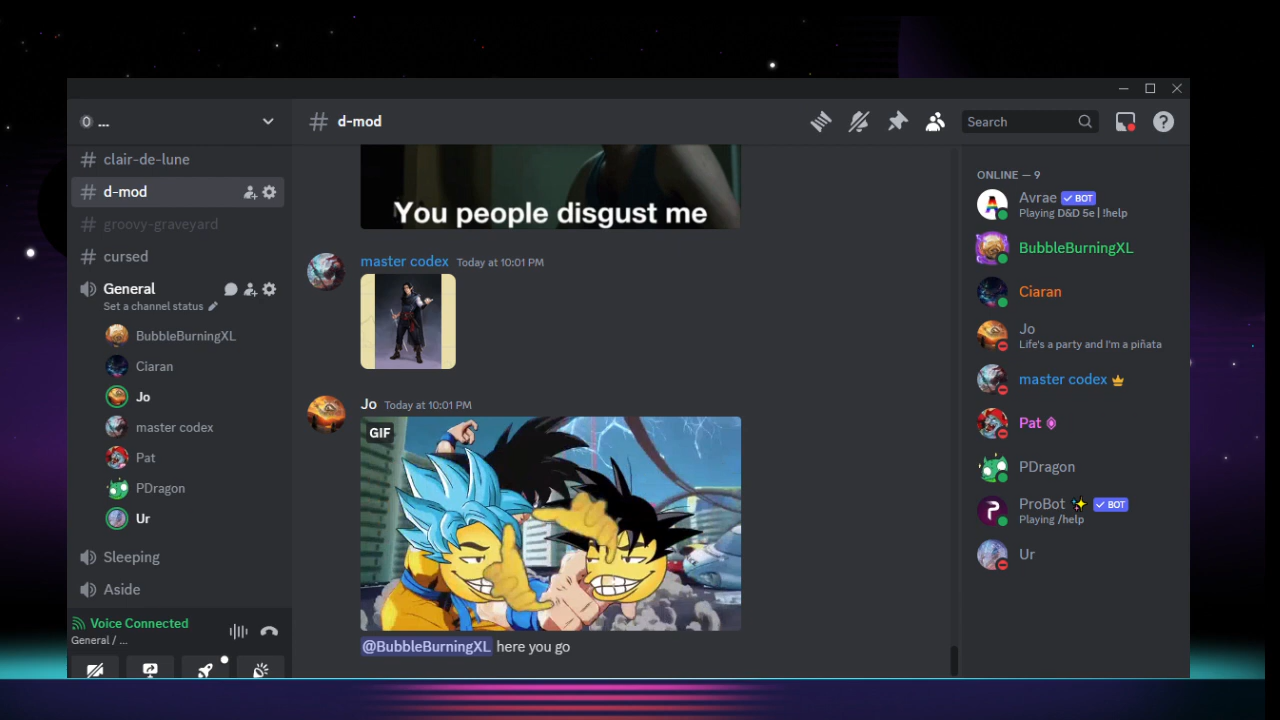 ...
clair-de-lune
d-mod
groovy-graveyard
cursed
General
Set a channel status
BubbleBurningXL
Ciaran
Jo
master codex
Pat
PDragon
Ur
Sleeping
Aside
Voice Connected
General / ...
# d-mod
Search
You people disgust me
master codex Today at 10:01 PM
Jo Today at 10:01 PM
GIF
@BubbleBurningXL here you go
ONLINE — 9
Avrae ✓ BOT
Playing D&D 5e | !help
BubbleBurningXL
Ciaran
Jo
Life's a party and I'm a piñata
master codex
Pat
PDragon
ProBot ✨ ✓ BOT
Playing /help
Ur